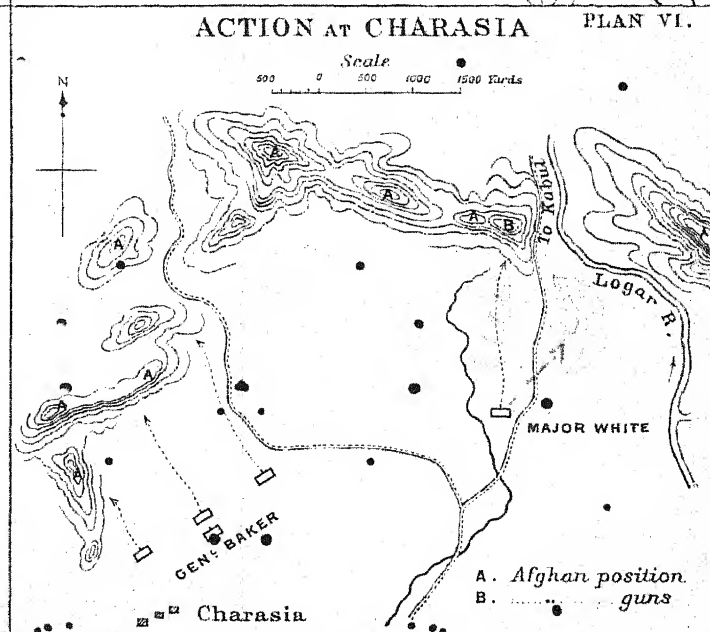 ACTION AT CHARASIA
PLAN VI.
Scale
500 0 500 1000 1500 Yards
N
A
A
A
B
A
A
To Kabul
Logar R.
A
A
A
MAJOR WHITE
GENL BAKER
Charasia
A. Afghan position
B. ...... „ ...... guns